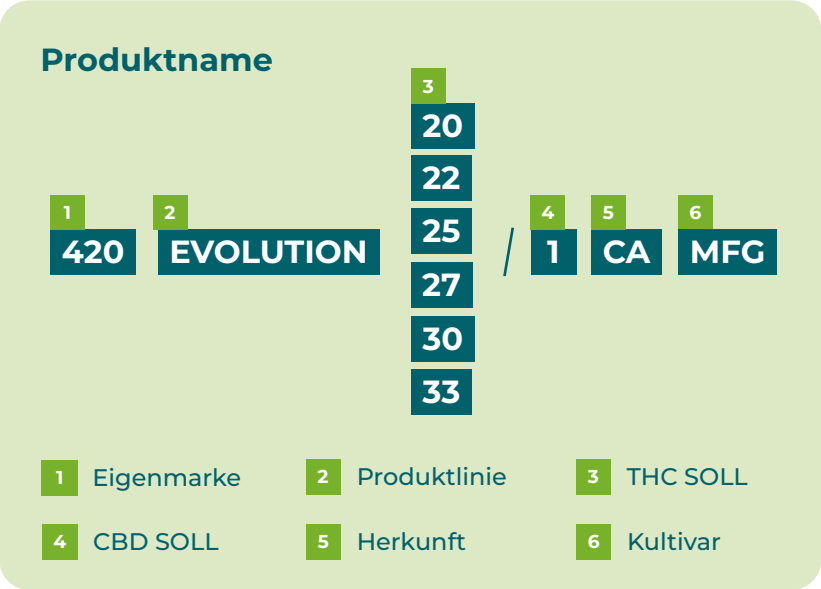 Produktname
3
20
22
25
27
30
33
1 2 4 5 6
420 EVOLUTION / 1 CA MFG
1 Eigenmarke 2 Produktlinie 3 THC SOLL
4 CBD SOLL 5 Herkunft 6 Kultivar